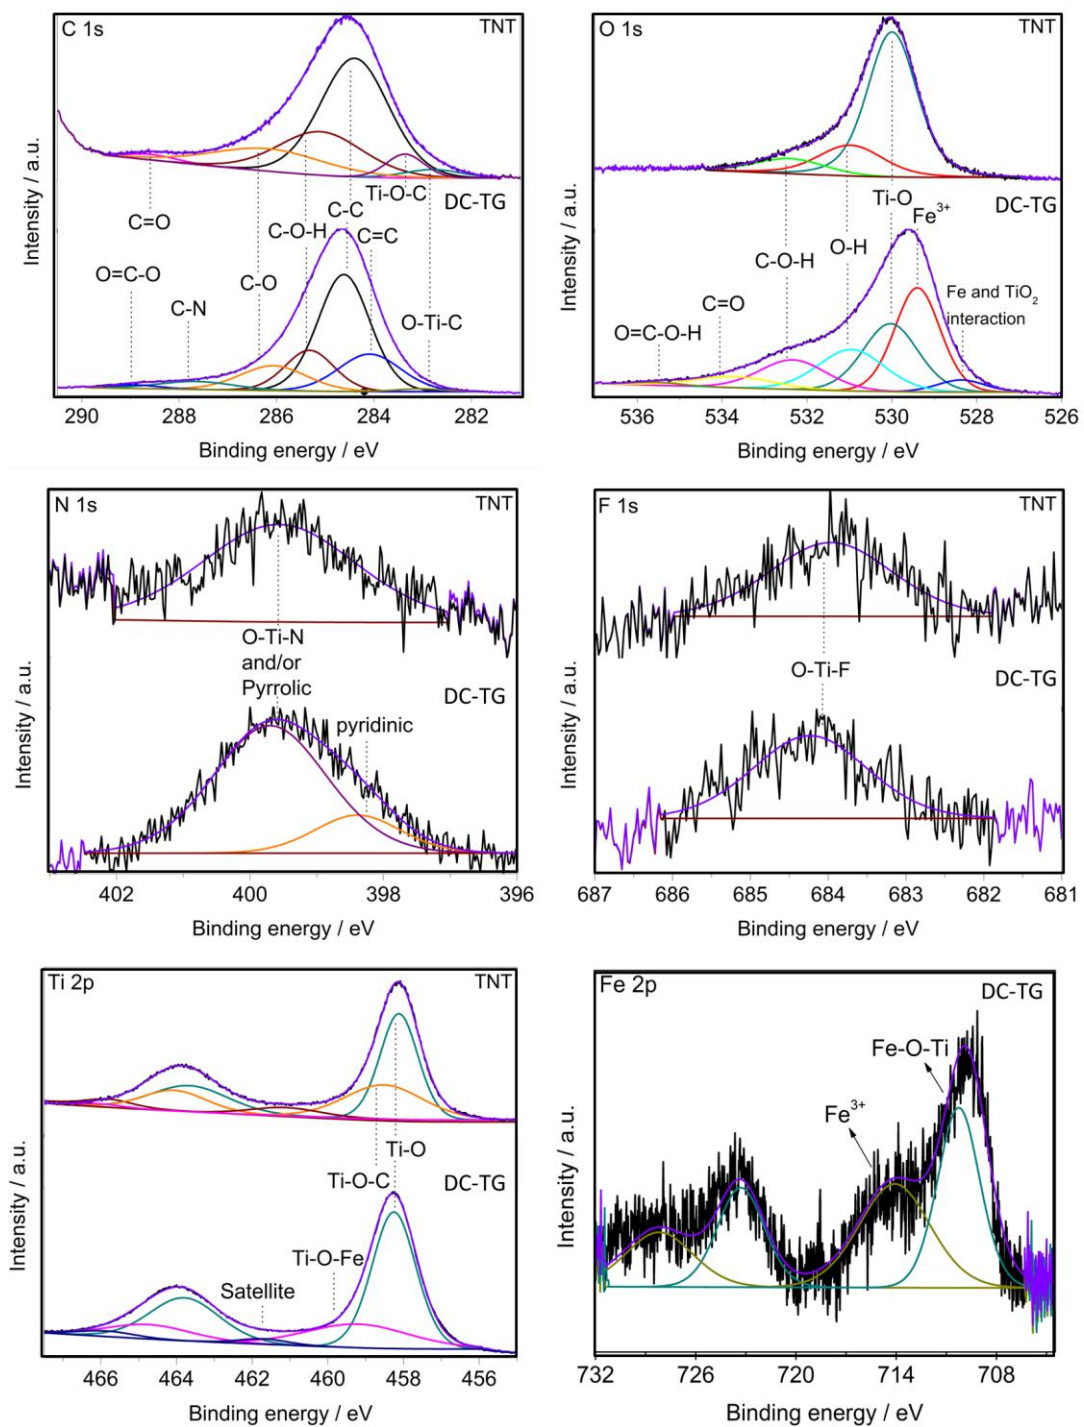 C 1s
TNT
Ti-O-C
DC-TG
C=O
C-C
C-O-H
C=C
O=C-O
C-O
C-N
O-Ti-C
290 288 286 284 282
Binding energy / eV
Intensity / a.u.
O 1s
TNT
Ti-O
DC-TG
Fe3+
O-H
C-O-H
C=O
Fe and TiO2
interaction
O=C-O-H
536 534 532 530 528 526
Binding energy / eV
Intensity / a.u.
N 1s
TNT
O-Ti-N
and/or
Pyrrolic
DC-TG
pyridinic
402 400 398 396
Binding energy / eV
Intensity / a.u.
F 1s
TNT
O-Ti-F
DC-TG
687 686 685 684 683 682 681
Binding energy / eV
Intensity / a.u.
Ti 2p
TNT
Ti-O
Ti-O-C
DC-TG
Ti-O-Fe
Satellite
466 464 462 460 458 456
Binding energy / eV
Intensity / a.u.
Fe 2p
DC-TG
Fe-O-Ti
Fe3+
732 726 720 714 708
Binding energy / eV
Intensity / a.u.